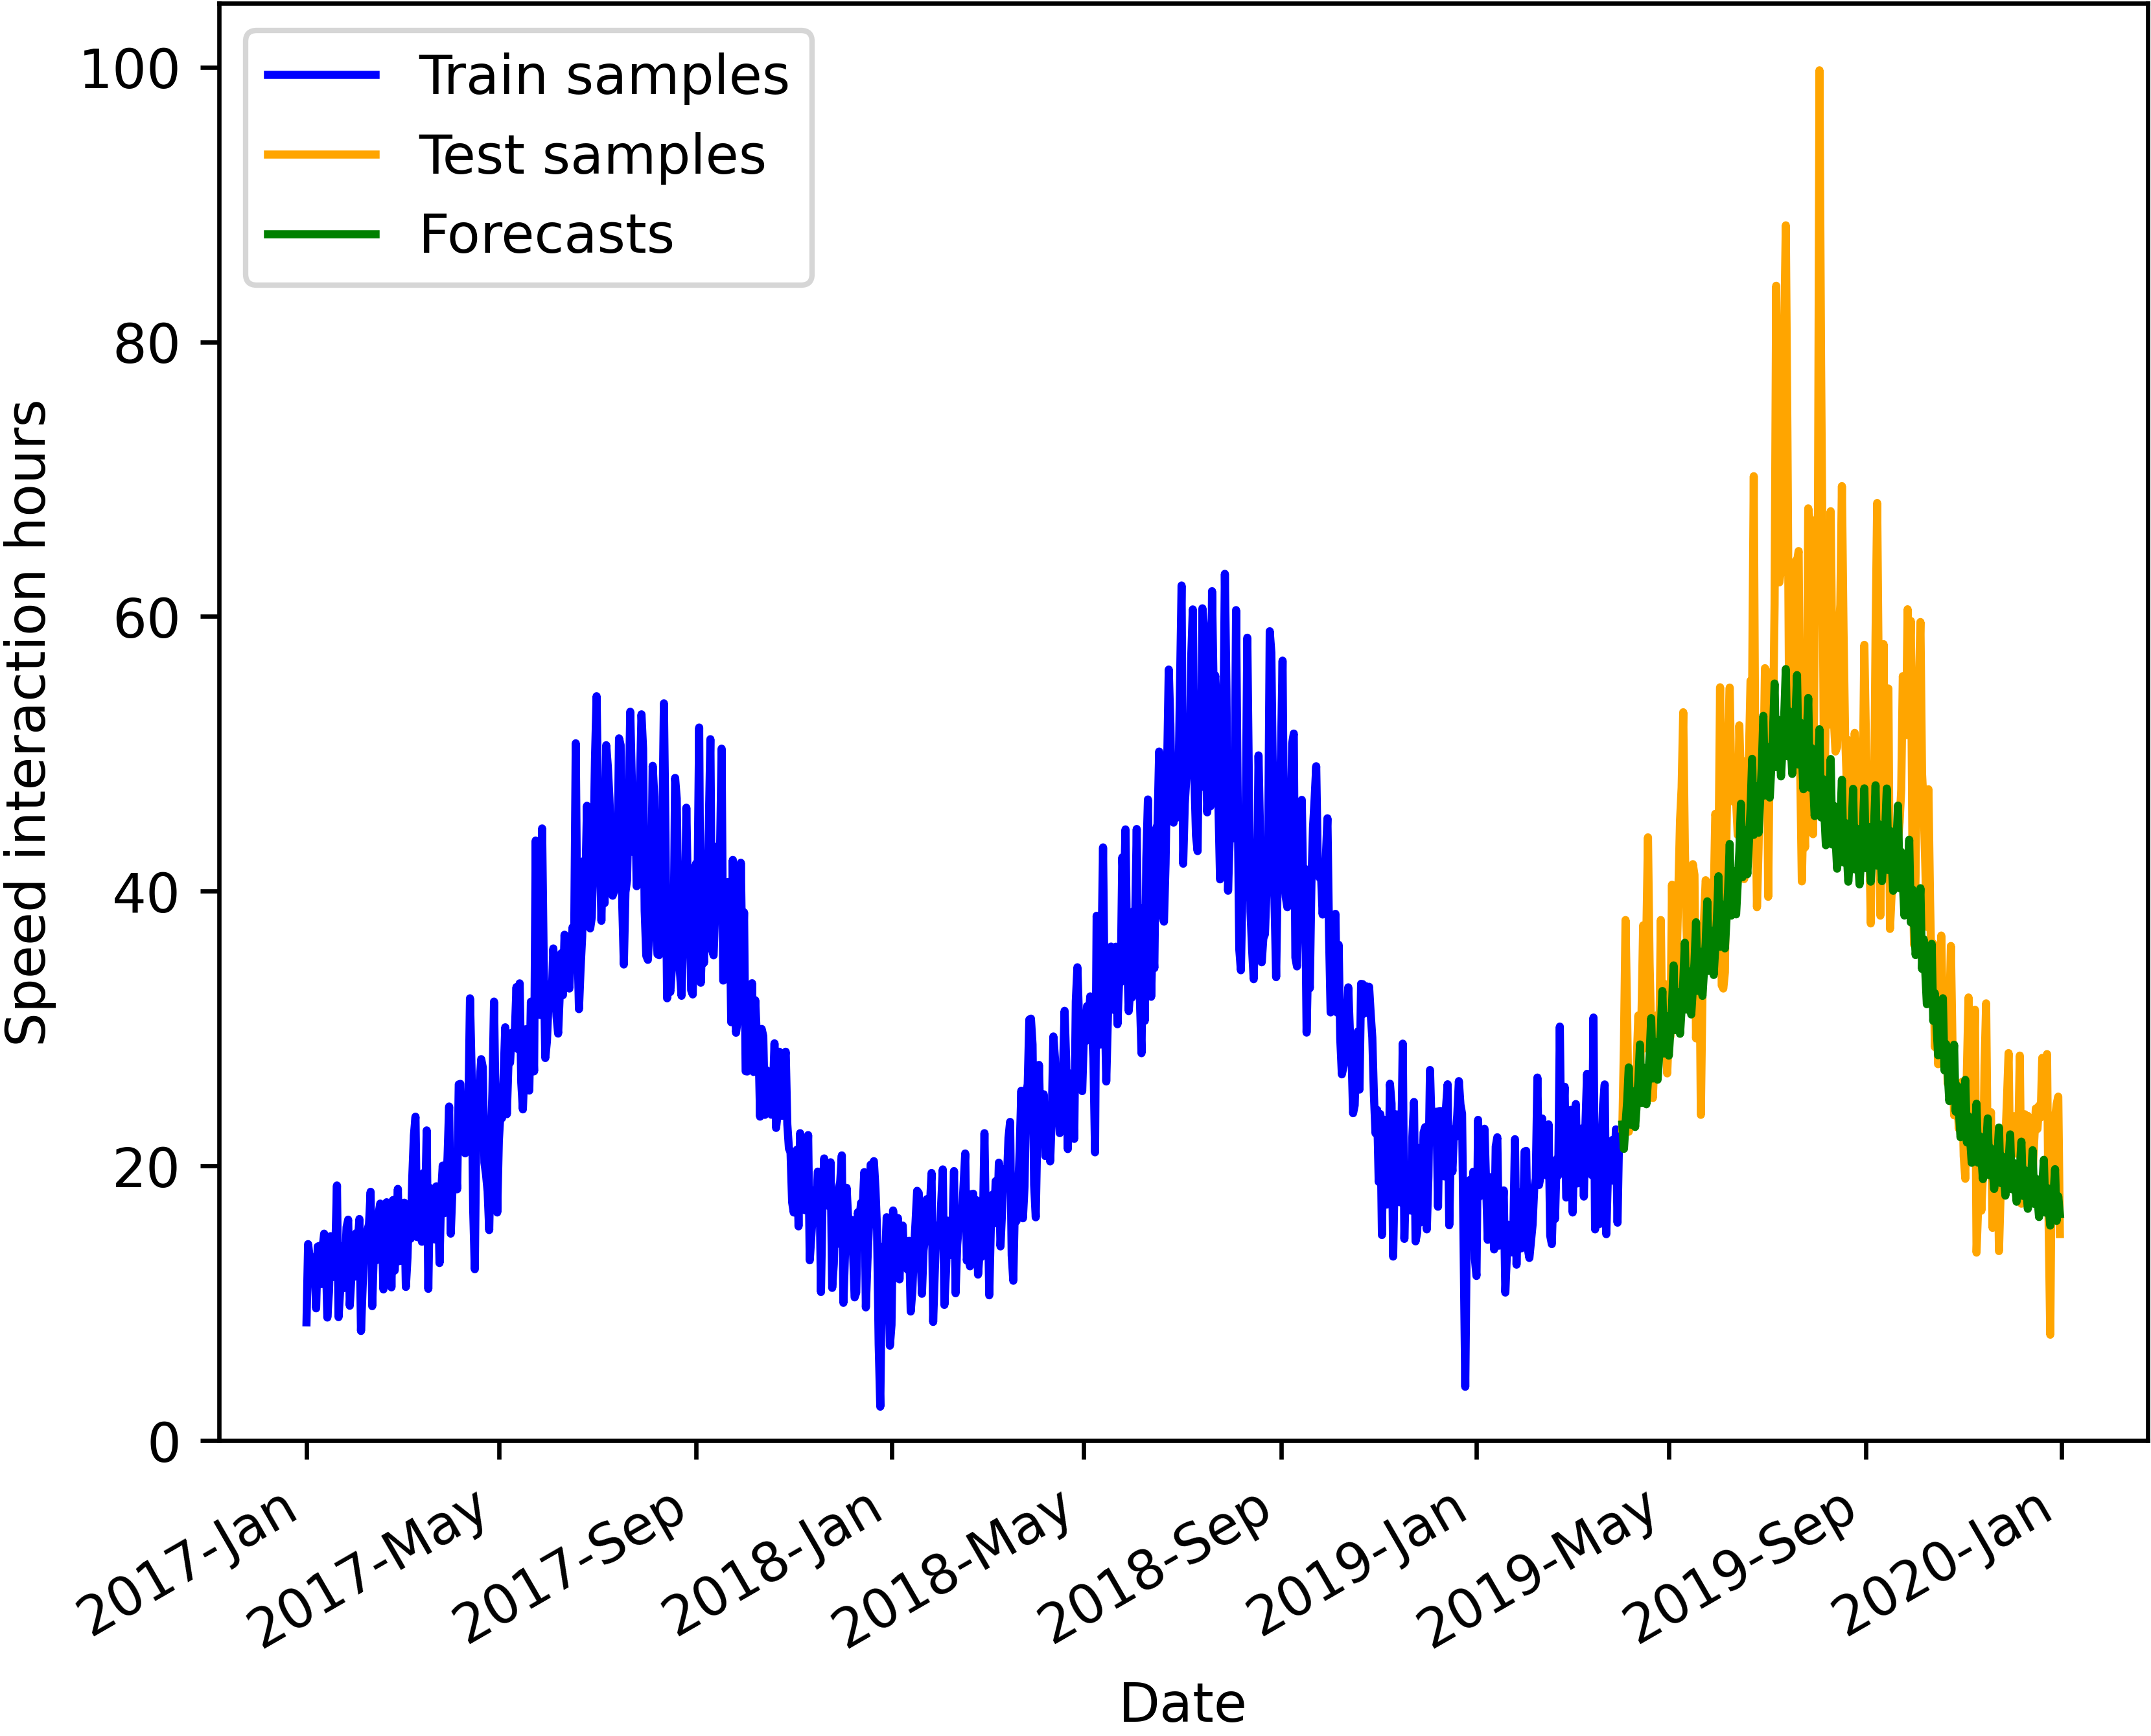 Train samples
Test samples
Forecasts
100
80
60
40
20
0
Speed interaction hours
2017-Jan
2017-May
2017-Sep
2018-Jan
2018-May
2018-Sep
2019-Jan
2019-May
2019-Sep
2020-Jan
Date